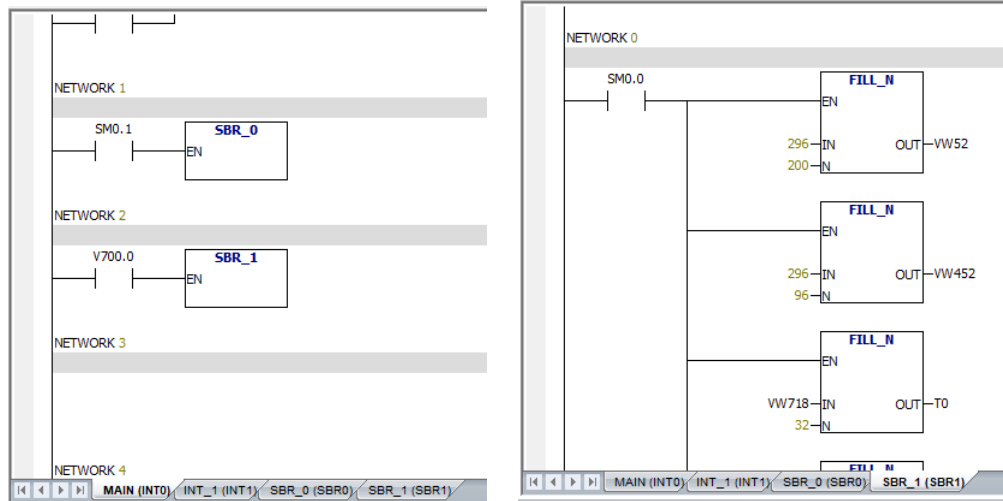 NETWORK 1
SM0.1
SBR_0
EN
NETWORK 2
V700.0
SBR_1
EN
NETWORK 3
NETWORK 4
MAIN (INT0) INT_1 (INT1) SBR_0 (SBR0) SBR_1 (SBR1)
NETWORK 0
SM0.0
FILL_N
EN
296 IN OUT VW52
200 N
FILL_N
EN
296 IN OUT VW452
96 N
FILL_N
EN
VW718 IN OUT T0
32 N
FILL_N
MAIN (INT0) INT_1 (INT1) SBR_0 (SBR0) SBR_1 (SBR1)